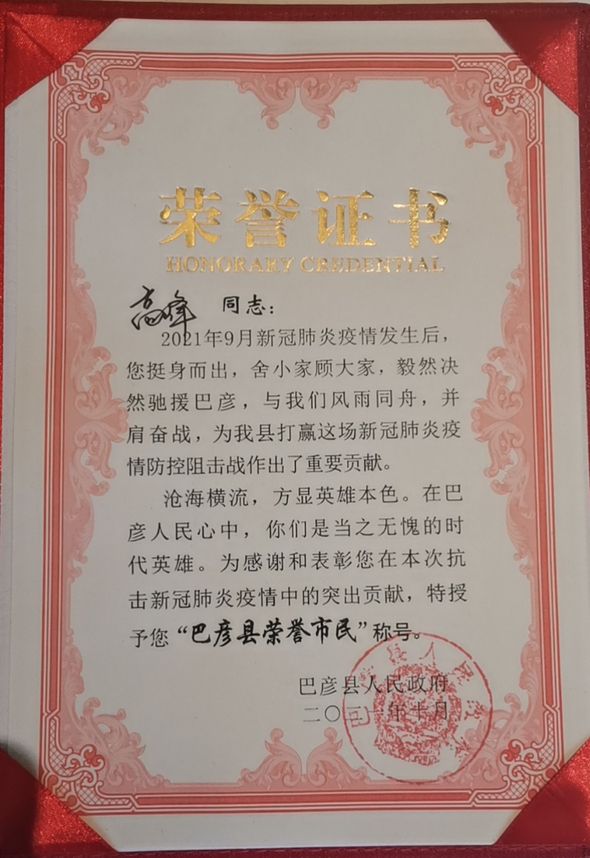 荣誉证书
HONORARY CREDENTIAL
高峰 同志：
2021年9月新冠肺炎疫情发生后，
您挺身而出，舍小家顾大家，毅然决
然驰援巴彦，与我们风雨同舟，并
肩奋战，为我县打赢这场新冠肺炎疫
情防控阻击战作出了重要贡献。
沧海横流，方显英雄本色。在巴
彦人民心中，你们是当之无愧的时
代英雄。为感谢和表彰您在本次抗
击新冠肺炎疫情中的突出贡献，特授
予您“巴彦县荣誉市民”称号。
巴彦县人民政府
二〇二一年十月